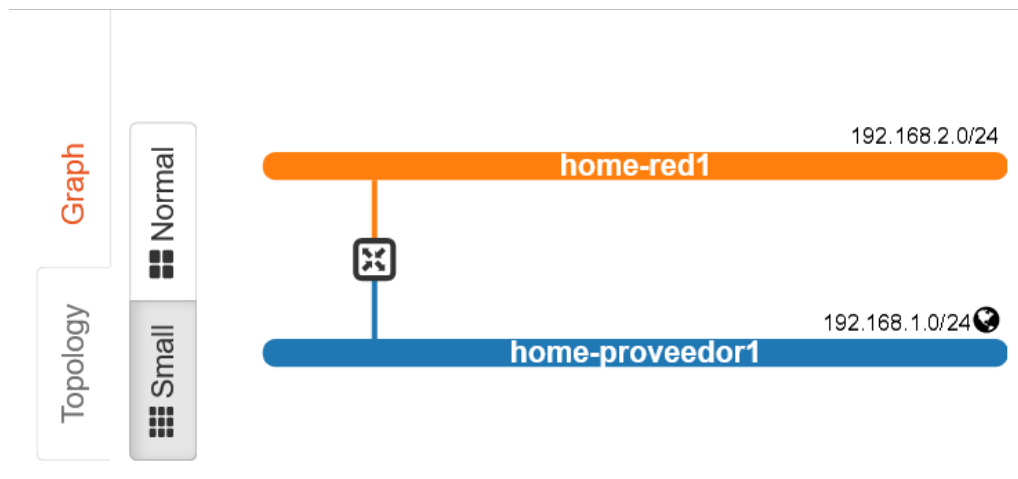 Graph
Topology
Normal
Small
192.168.2.0/24
home-red1
192.168.1.0/24
home-proveedor1